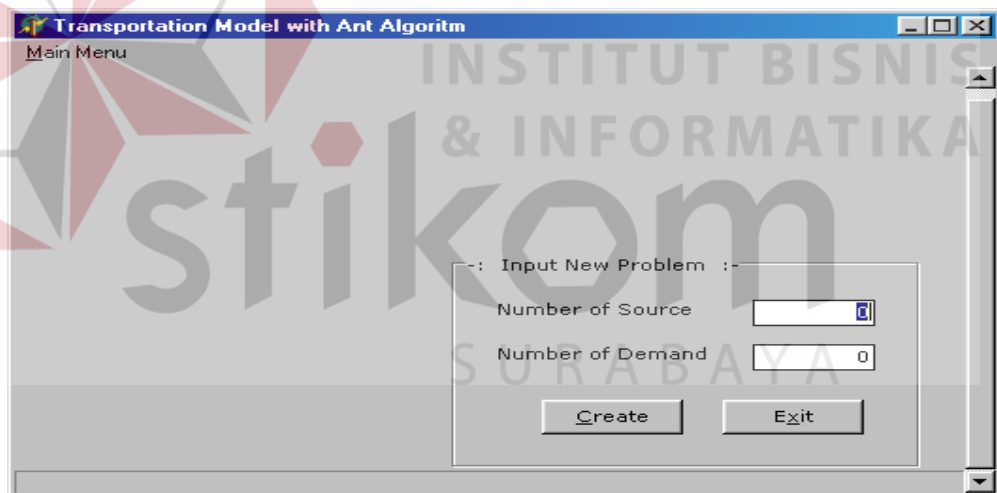 Transportation Model with Ant Algoritm
Main Menu
INSTITUT BISNIS
& INFORMATIKA
stikom
SURABAYA
-: Input New Problem :-
Number of Source 0
Number of Demand 0
Create Exit